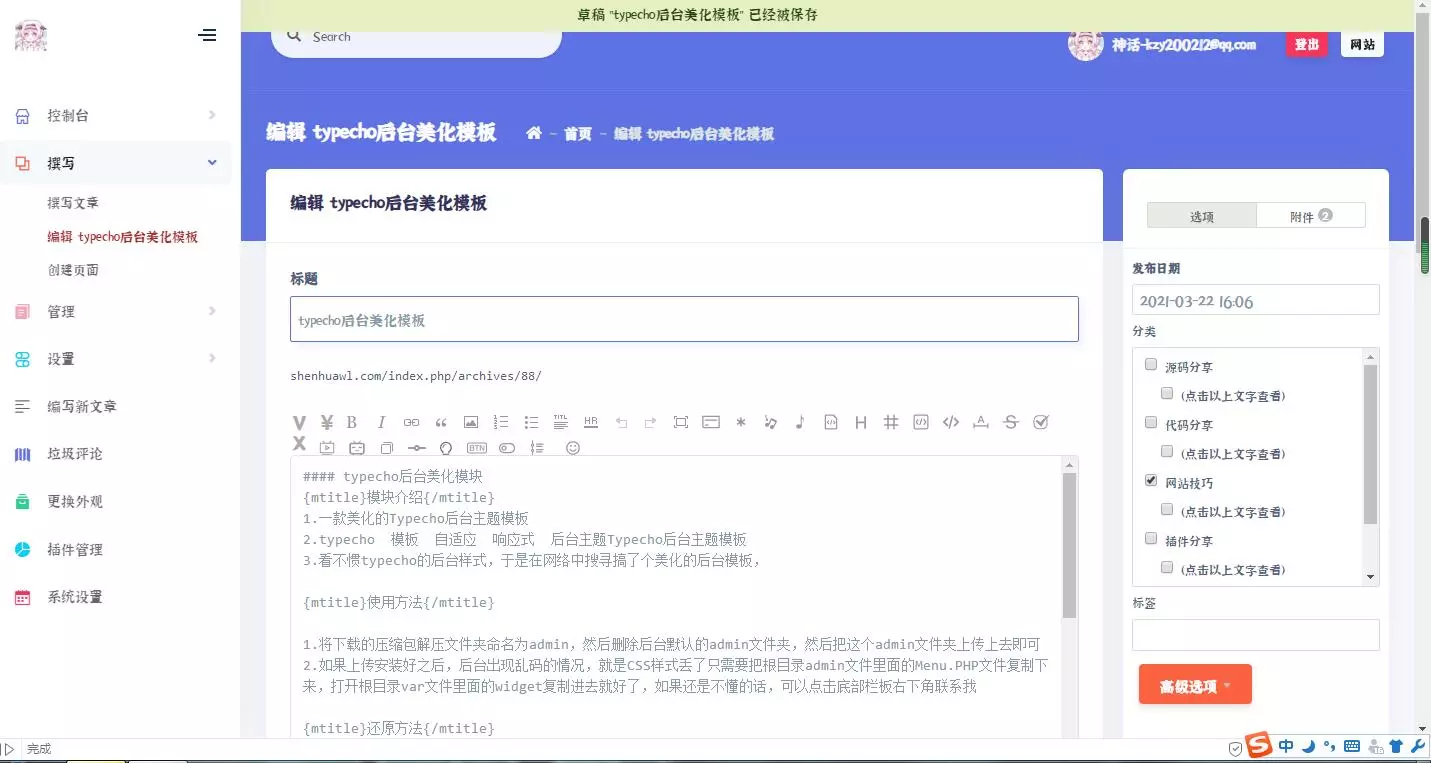 草稿 "typecho后台美化模板" 已经被保存
Search
神话-kzy200212@qq.com
登出
网站
控制台
撰写
撰写文章
编辑 typecho后台美化模板
创建页面
管理
设置
编写新文章
垃圾评论
更换外观
插件管理
系统设置
编辑 typecho后台美化模板
- 首页 - 编辑 typecho后台美化模板
编辑 typecho后台美化模板
标题
typecho后台美化模板
shenhuawl.com/index.php/archives/88/
V ¥ B I “ TITL HR * ♪ H # </> A S
X BTN
#### typecho后台美化模块
{mtitle}模块介绍{/mtitle}
1.一款美化的Typecho后台主题模板
2.typecho 模板 自适应 响应式 后台主题Typecho后台主题模板
3.看不惯typecho的后台样式，于是在网络中搜寻搞了个美化的后台模板，
{mtitle}使用方法{/mtitle}
1.将下载的压缩包解压文件夹命名为admin，然后删除后台默认的admin文件夹，然后把这个admin文件夹上传上去即可
2.如果上传安装好之后，后台出现乱码的情况，就是CSS样式丢了只需要把根目录admin文件里面的Menu.PHP文件复制下
来，打开根目录var文件里面的widget复制进去就好了，如果还是不懂的话，可以点击底部栏板右下角联系我
{mtitle}还原方法{/mtitle}
选项
附件 2
发布日期
2021-03-22 16:06
分类
源码分享
(点击以上文字查看)
代码分享
(点击以上文字查看)
网站技巧
(点击以上文字查看)
插件分享
(点击以上文字查看)
标签
高级选项
完成
S 中